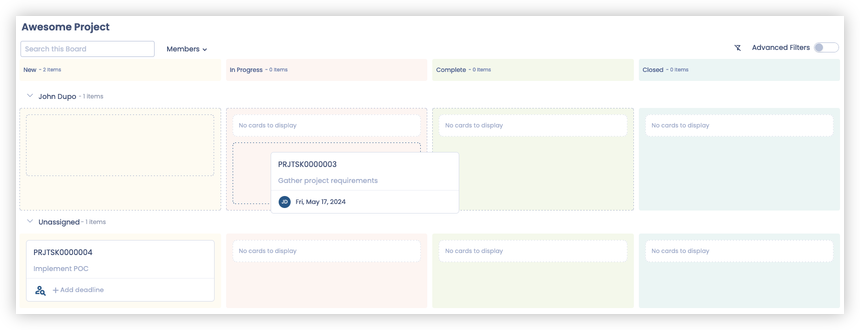 Awesome Project
Search this Board
Members
Advanced Filters
New - 2 items
In Progress - 0 items
Complete - 0 items
Closed - 0 items
John Dupo - 1 items
No cards to display
No cards to display
No cards to display
PRJTSK0000003
Gather project requirements
JD Fri, May 17, 2024
Unassigned - 1 items
PRJTSK0000004
Implement POC
+ Add deadline
No cards to display
No cards to display
No cards to display